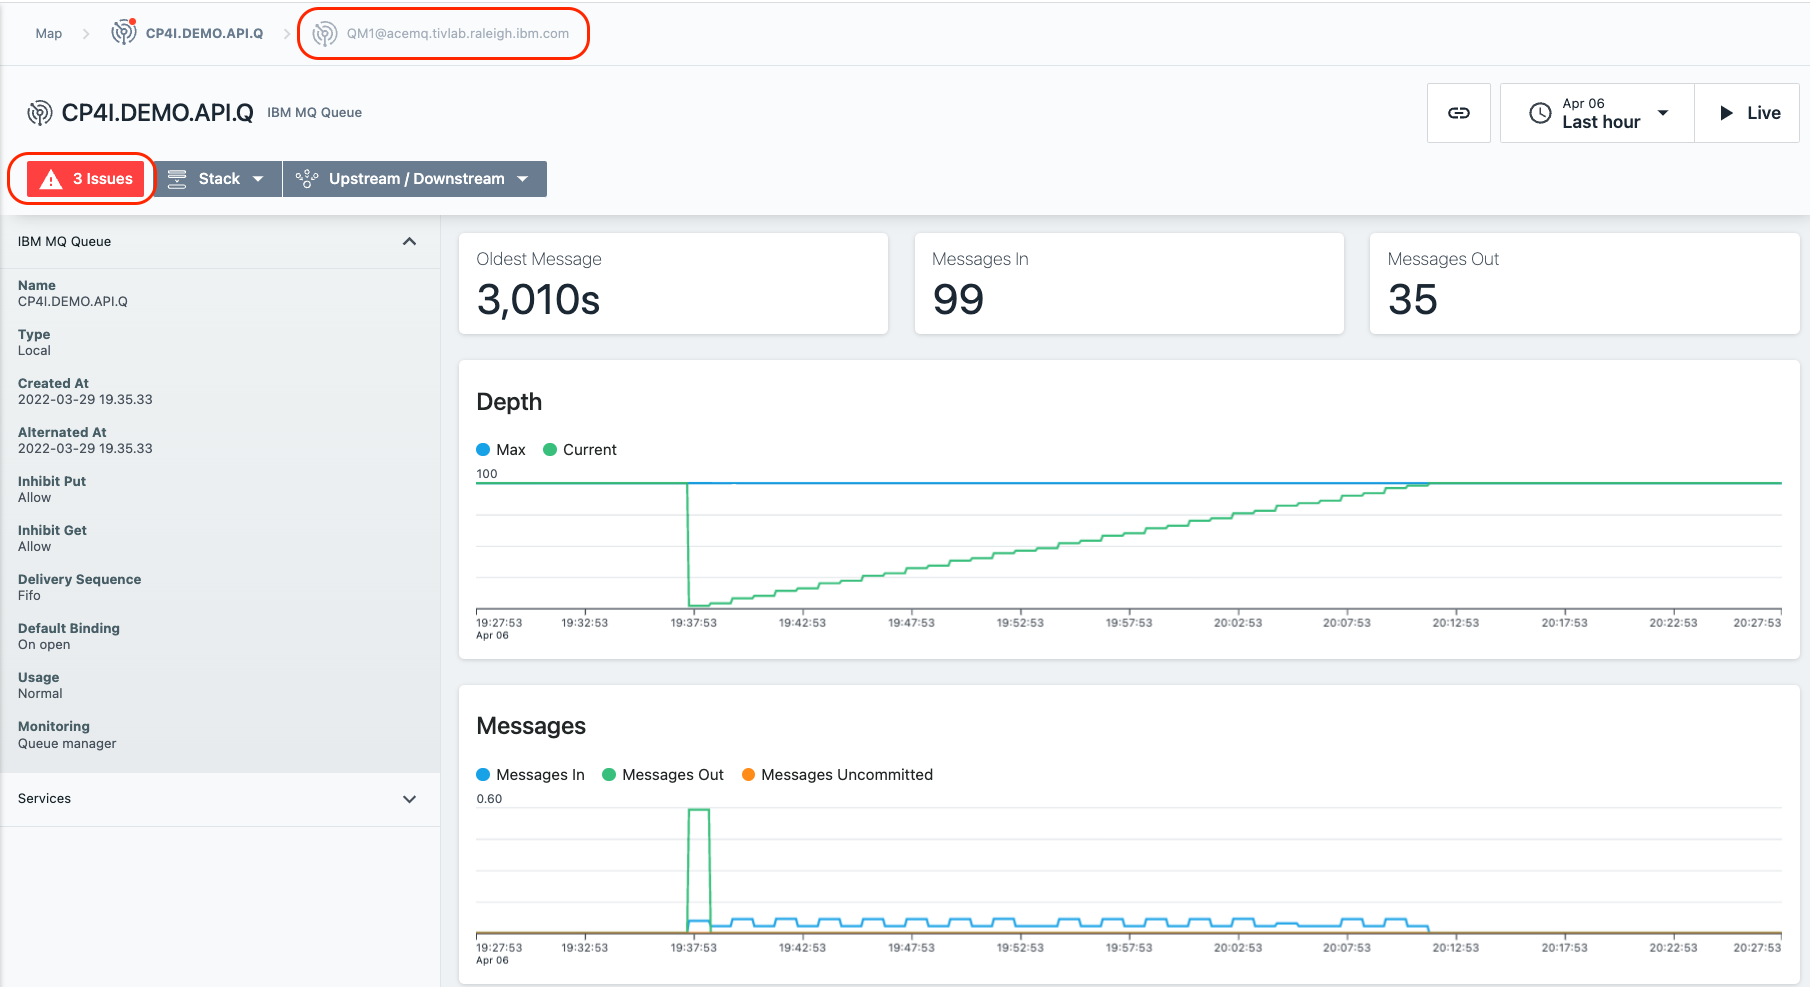 Map
CP4I.DEMO.API.Q
QM1@acemq.tivlab.raleigh.ibm.com
CP4I.DEMO.API.Q IBM MQ Queue
Apr 06
Last hour
Live
3 Issues
Stack
Upstream / Downstream
IBM MQ Queue
Name
CP4I.DEMO.API.Q
Type
Local
Created At
2022-03-29 19.35.33
Alternated At
2022-03-29 19.35.33
Inhibit Put
Allow
Inhibit Get
Allow
Delivery Sequence
Fifo
Default Binding
On open
Usage
Normal
Monitoring
Queue manager
Services
Oldest Message
3,010s
Messages In
99
Messages Out
35
Depth
Max Current
100
19:27:53 19:32:53 19:37:53 19:42:53 19:47:53 19:52:53 19:57:53 20:02:53 20:07:53 20:12:53 20:17:53 20:22:53 20:27:53
Apr 06
Messages
Messages In Messages Out Messages Uncommitted
0.60
19:27:53 19:32:53 19:37:53 19:42:53 19:47:53 19:52:53 19:57:53 20:02:53 20:07:53 20:12:53 20:17:53 20:22:53 20:27:53
Apr 06